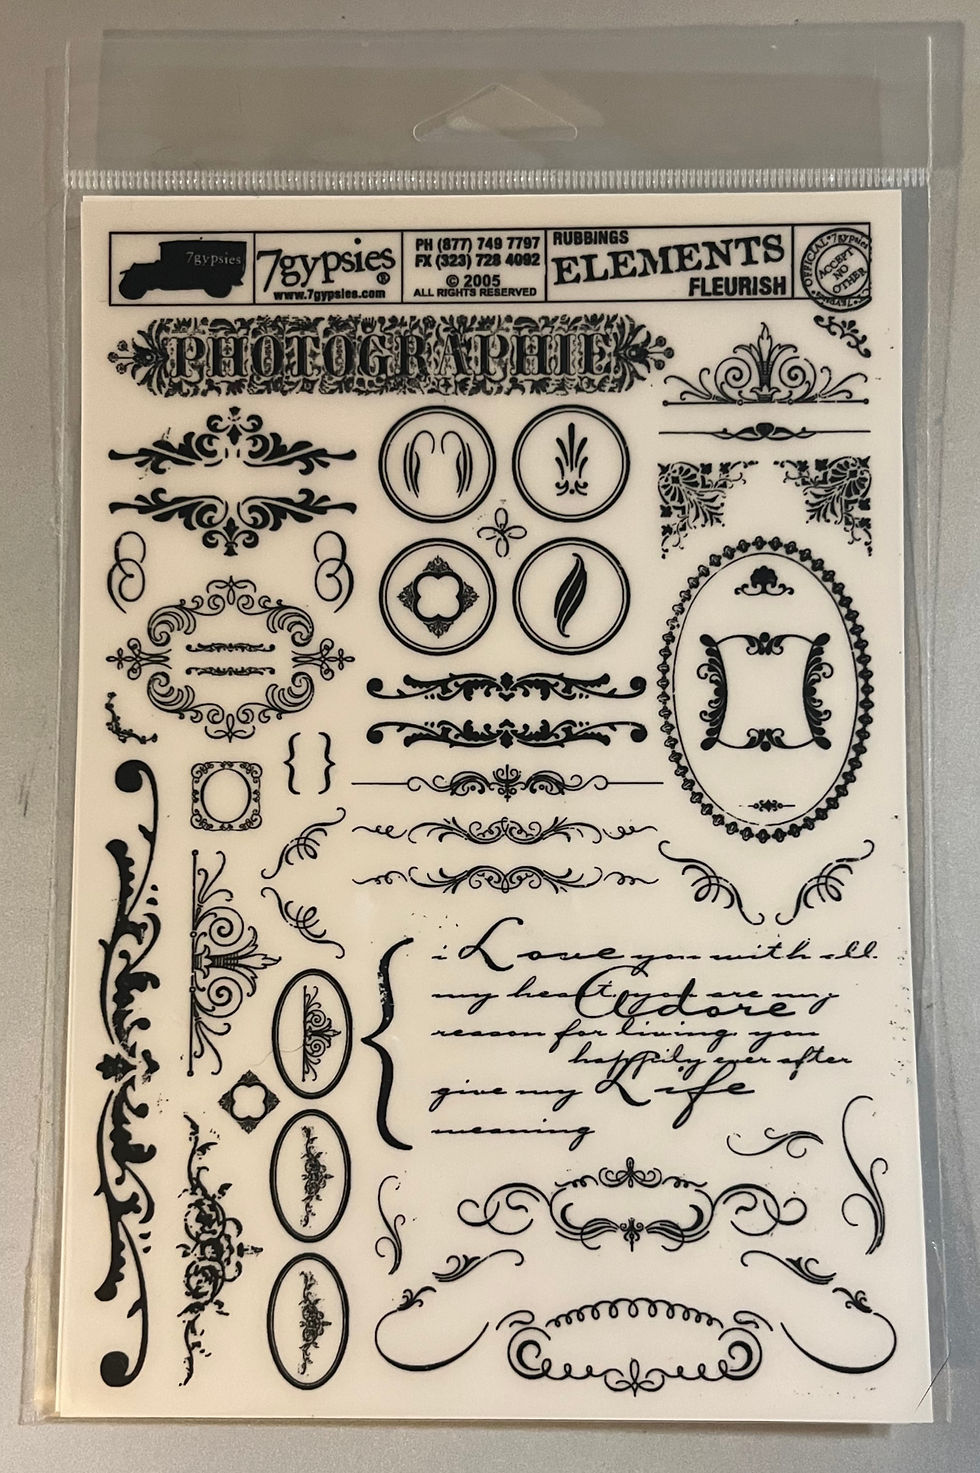 7gypsies
7gypsies ®
www.7gypsies.com
PH (877) 749 7797
FX (323) 728 4092
© 2005
ALL RIGHTS RESERVED
RUBBINGS
ELEMENTS
FLEURISH
OFFICIAL 7gypsies
ACCEPT
NO
OTHER
7gypsies
PHOTOGRAPHIE
i Love you with all
my heart you are my
Adore
reason for living you
happily ever after
give my Life
meaning